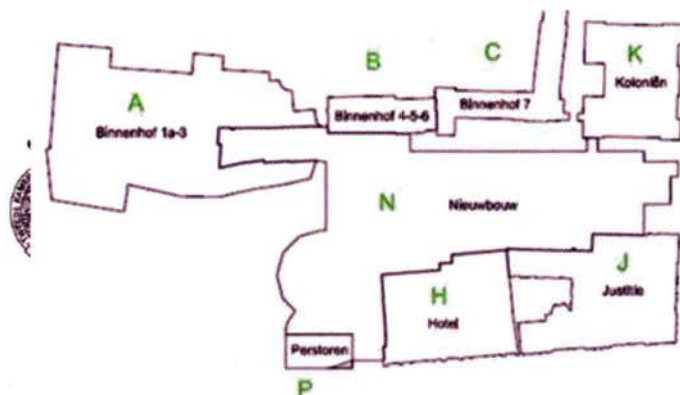 A
Binnenhof 1a-3
B
Binnenhof 4-5-6
C
Binnenhof 7
K
Koloniën
N
Nieuwbouw
H
Hotel
J
Justitie
Perstoren
P